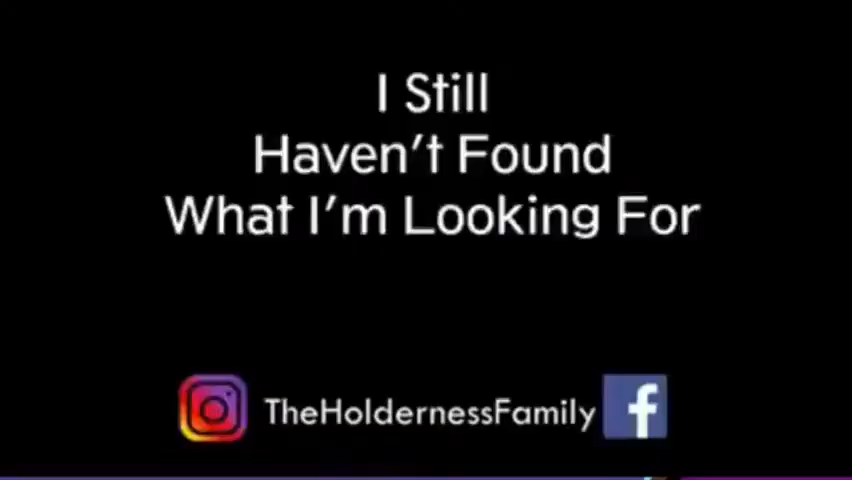 I Still
Haven't Found
What I'm Looking For
TheHoldernessFamily